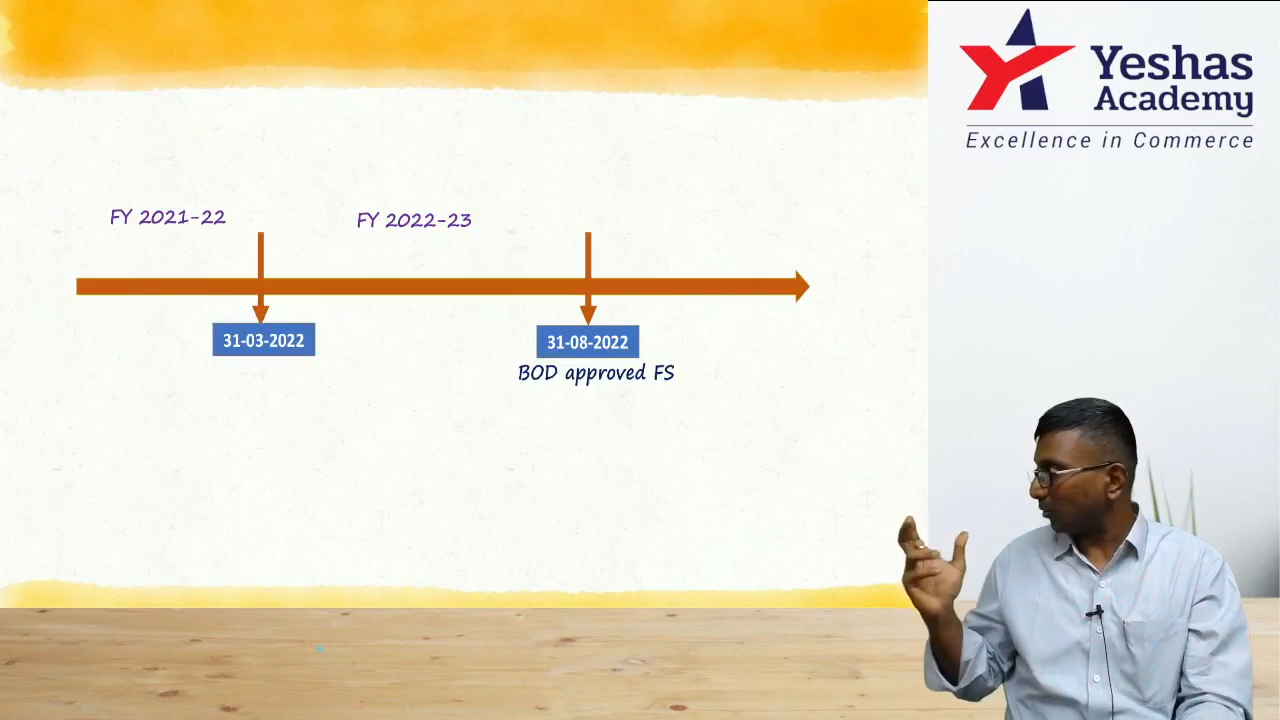 Yeshas
Academy
Excellence in Commerce
FY 2021-22
FY 2022-23
31-03-2022
31-08-2022
BOD approved FS